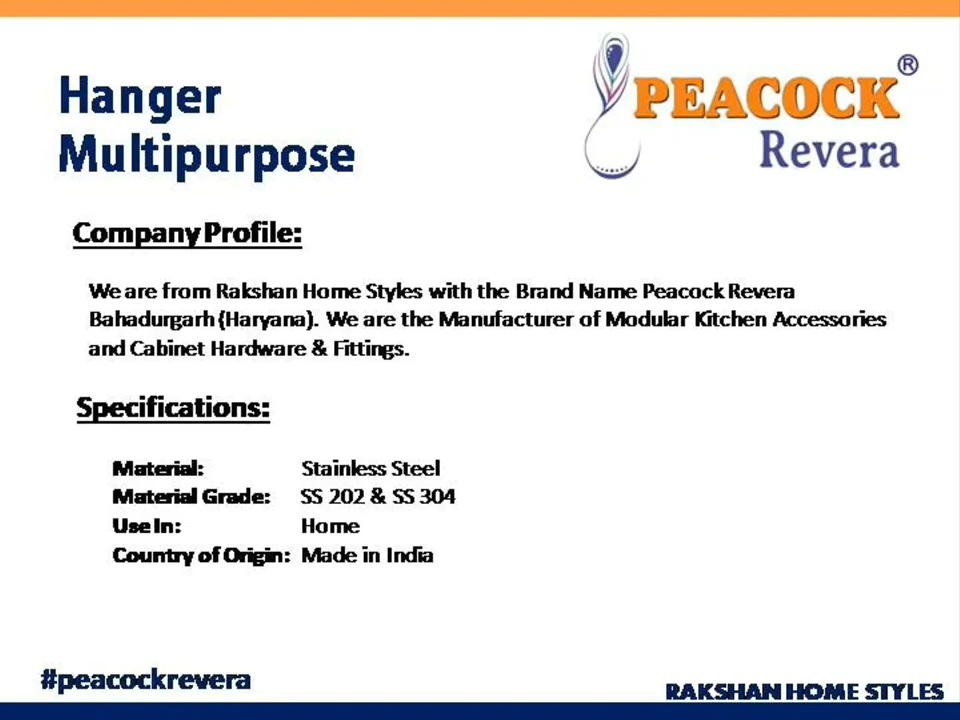 Hanger
Multipurpose
PEACOCK®
Revera
Company Profile:
We are from Rakshan Home Styles with the Brand Name Peacock Revera
Bahadurgarh (Haryana). We are the Manufacturer of Modular Kitchen Accessories
and Cabinet Hardware & Fittings.
Specifications:
Material: Stainless Steel
Material Grade: SS 202 & SS 304
Use In: Home
Country of Origin: Made in India
#peacockrevera
RAKSHAN HOME STYLES